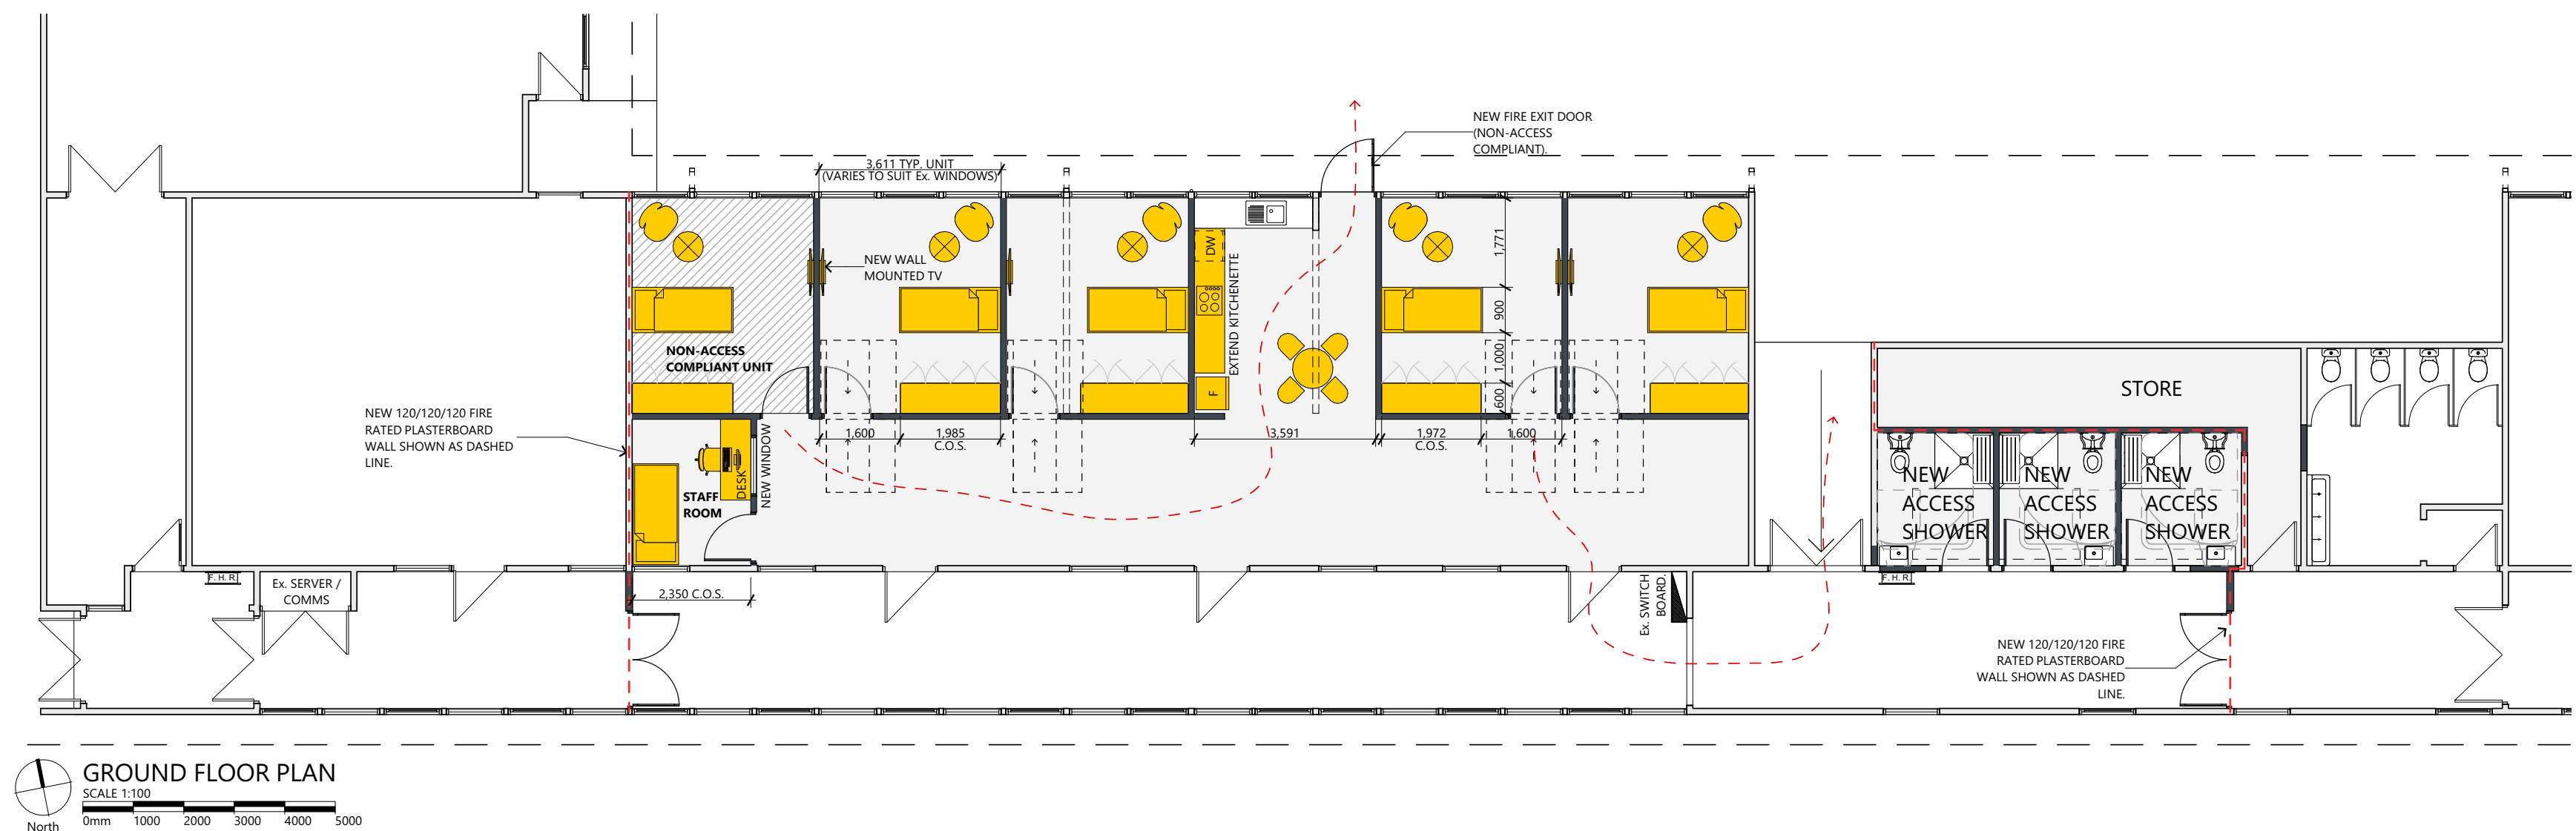 NEW FIRE EXIT DOOR
(NON-ACCESS
COMPLIANT).
3,611 TYP. UNIT
(VARIES TO SUIT Ex. WINDOWS)
NEW WALL
MOUNTED TV
DW
EXTEND KITCHENETTE
F
1,771
900
1,000
600
NON-ACCESS
COMPLIANT UNIT
STORE
NEW 120/120/120 FIRE
RATED PLASTERBOARD
WALL SHOWN AS DASHED
LINE.
1,600
1,985
C.O.S.
3,591
1,972
C.O.S.
1,600
NEW WINDOW
DESK
STAFF
ROOM
NEW
ACCESS
SHOWER
NEW
ACCESS
SHOWER
NEW
ACCESS
SHOWER
F. H. R.
Ex. SERVER /
COMMS
2,350 C.O.S.
Ex. SWITCH
BOARD.
F. H. R.
NEW 120/120/120 FIRE
RATED PLASTERBOARD
WALL SHOWN AS DASHED
LINE.
GROUND FLOOR PLAN
SCALE 1:100
0mm 1000 2000 3000 4000 5000
North